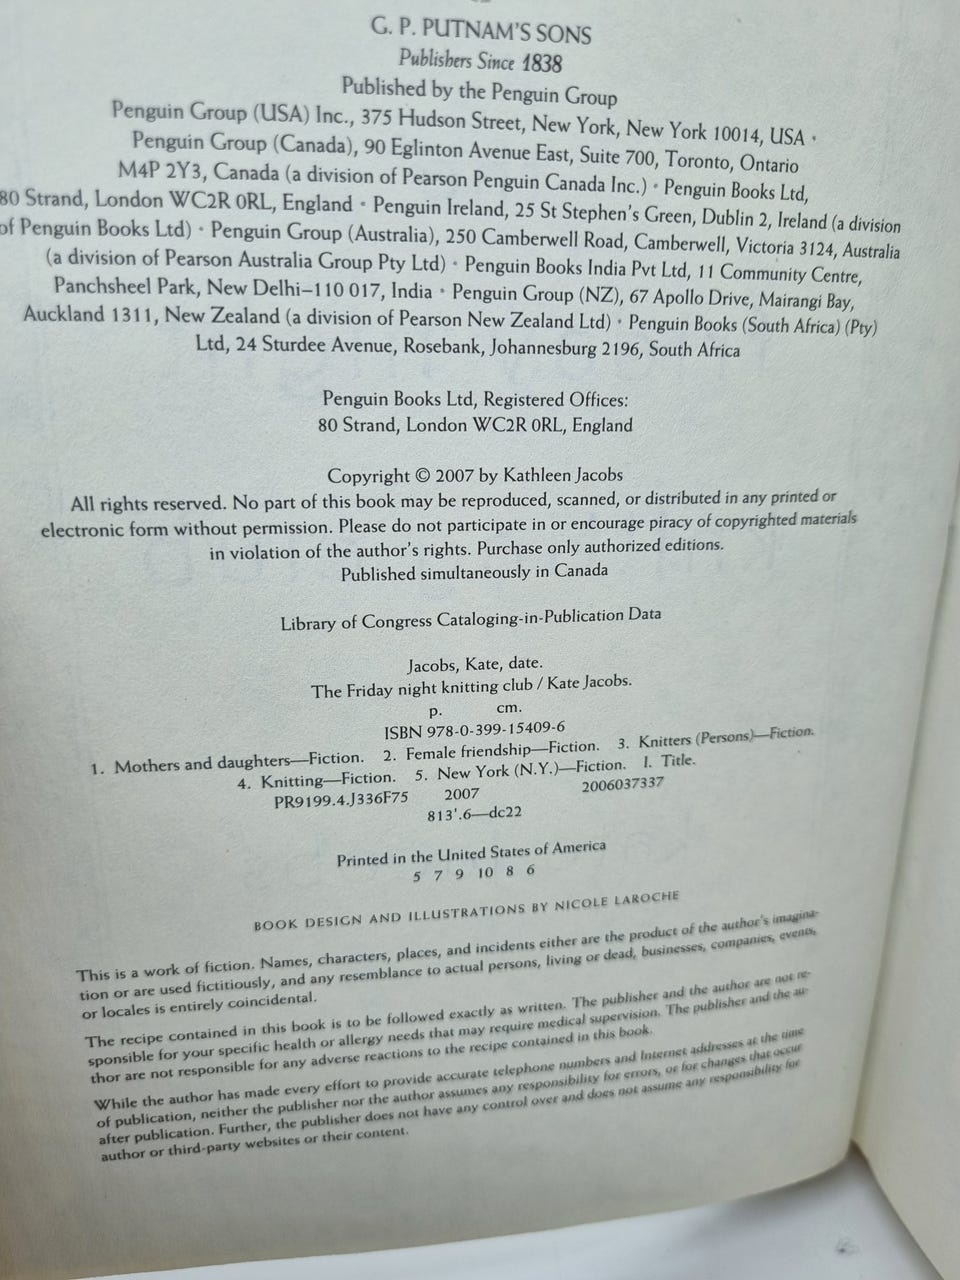 G. P. PUTNAM'S SONS
Publishers Since 1838
Published by the Penguin Group
Penguin Group (USA) Inc., 375 Hudson Street, New York, New York 10014, USA •
Penguin Group (Canada), 90 Eglinton Avenue East, Suite 700, Toronto, Ontario
M4P 2Y3, Canada (a division of Pearson Penguin Canada Inc.) • Penguin Books Ltd,
80 Strand, London WC2R 0RL, England • Penguin Ireland, 25 St Stephen's Green, Dublin 2, Ireland (a division
of Penguin Books Ltd) • Penguin Group (Australia), 250 Camberwell Road, Camberwell, Victoria 3124, Australia
(a division of Pearson Australia Group Pty Ltd) • Penguin Books India Pvt Ltd, 11 Community Centre,
Panchsheel Park, New Delhi–110 017, India • Penguin Group (NZ), 67 Apollo Drive, Mairangi Bay,
Auckland 1311, New Zealand (a division of Pearson New Zealand Ltd) • Penguin Books (South Africa) (Pty)
Ltd, 24 Sturdee Avenue, Rosebank, Johannesburg 2196, South Africa
Penguin Books Ltd, Registered Offices:
80 Strand, London WC2R 0RL, England
Copyright © 2007 by Kathleen Jacobs
All rights reserved. No part of this book may be reproduced, scanned, or distributed in any printed or
electronic form without permission. Please do not participate in or encourage piracy of copyrighted materials
in violation of the author's rights. Purchase only authorized editions.
Published simultaneously in Canada
Library of Congress Cataloging-in-Publication Data
Jacobs, Kate, date.
The Friday night knitting club / Kate Jacobs.
p. cm.
ISBN 978-0-399-15409-6
1. Mothers and daughters—Fiction. 2. Female friendship—Fiction. 3. Knitters (Persons)—Fiction.
4. Knitting—Fiction. 5. New York (N.Y.)—Fiction. I. Title.
PR9199.4.J336F75 2007 2006037337
813'.6—dc22
Printed in the United States of America
5 7 9 10 8 6
BOOK DESIGN AND ILLUSTRATIONS BY NICOLE LAROCHE
This is a work of fiction. Names, characters, places, and incidents either are the product of the author's imagina-
tion or are used fictitiously, and any resemblance to actual persons, living or dead, businesses, companies, events,
or locales is entirely coincidental.
The recipe contained in this book is to be followed exactly as written. The publisher and the author are not re-
sponsible for your specific health or allergy needs that may require medical supervision. The publisher and the au-
thor are not responsible for any adverse reactions to the recipe contained in this book.
While the author has made every effort to provide accurate telephone numbers and Internet addresses at the time
of publication, neither the publisher nor the author assumes any responsibility for errors, or for changes that occur
after publication. Further, the publisher does not have any control over and does not assume any responsibility for
author or third-party websites or their content.